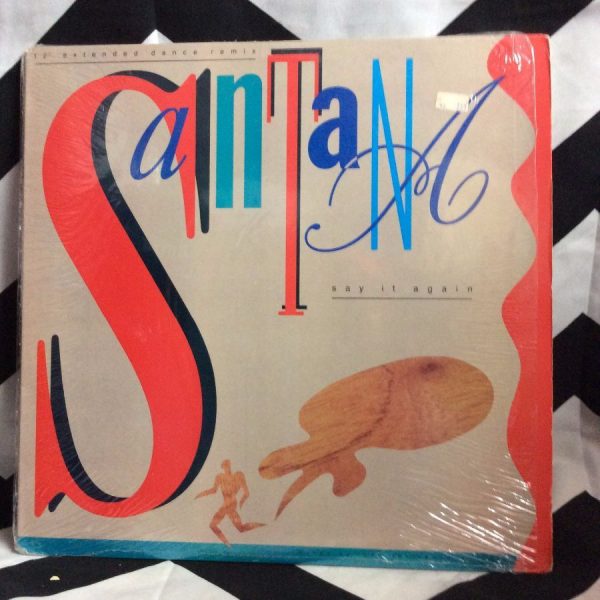 12" extended dance remix
SanTaNA
say it again